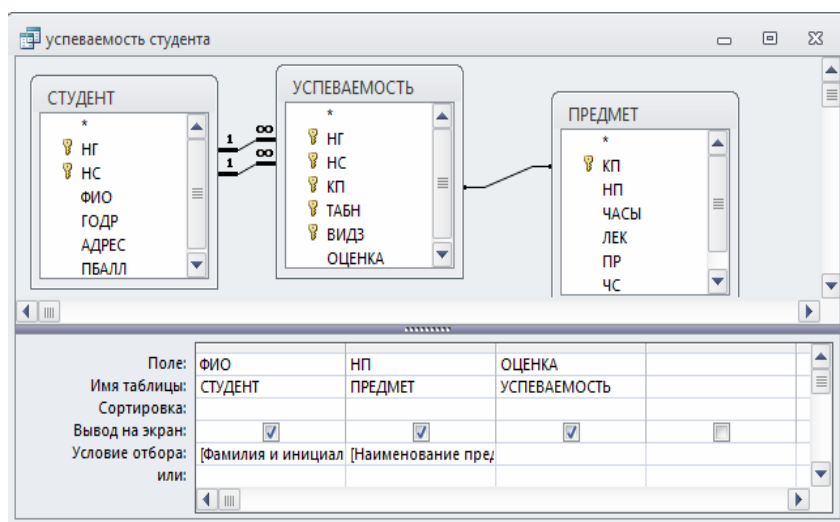 успеваемость студента
СТУДЕНТ
*
НГ
НС
ФИО
ГОДР
АДРЕС
ПБАЛЛ
1 ∞
1 ∞
УСПЕВАЕМОСТЬ
*
НГ
НС
КП
ТАБН
ВИДЗ
ОЦЕНКА
ПРЕДМЕТ
*
КП
НП
ЧАСЫ
ЛЕК
ПР
ЧС
Поле: ФИО НП ОЦЕНКА
Имя таблицы: СТУДЕНТ ПРЕДМЕТ УСПЕВАЕМОСТЬ
Сортировка:
Вывод на экран:
Условие отбора: [Фамилия и инициал [Наименование пред
или: